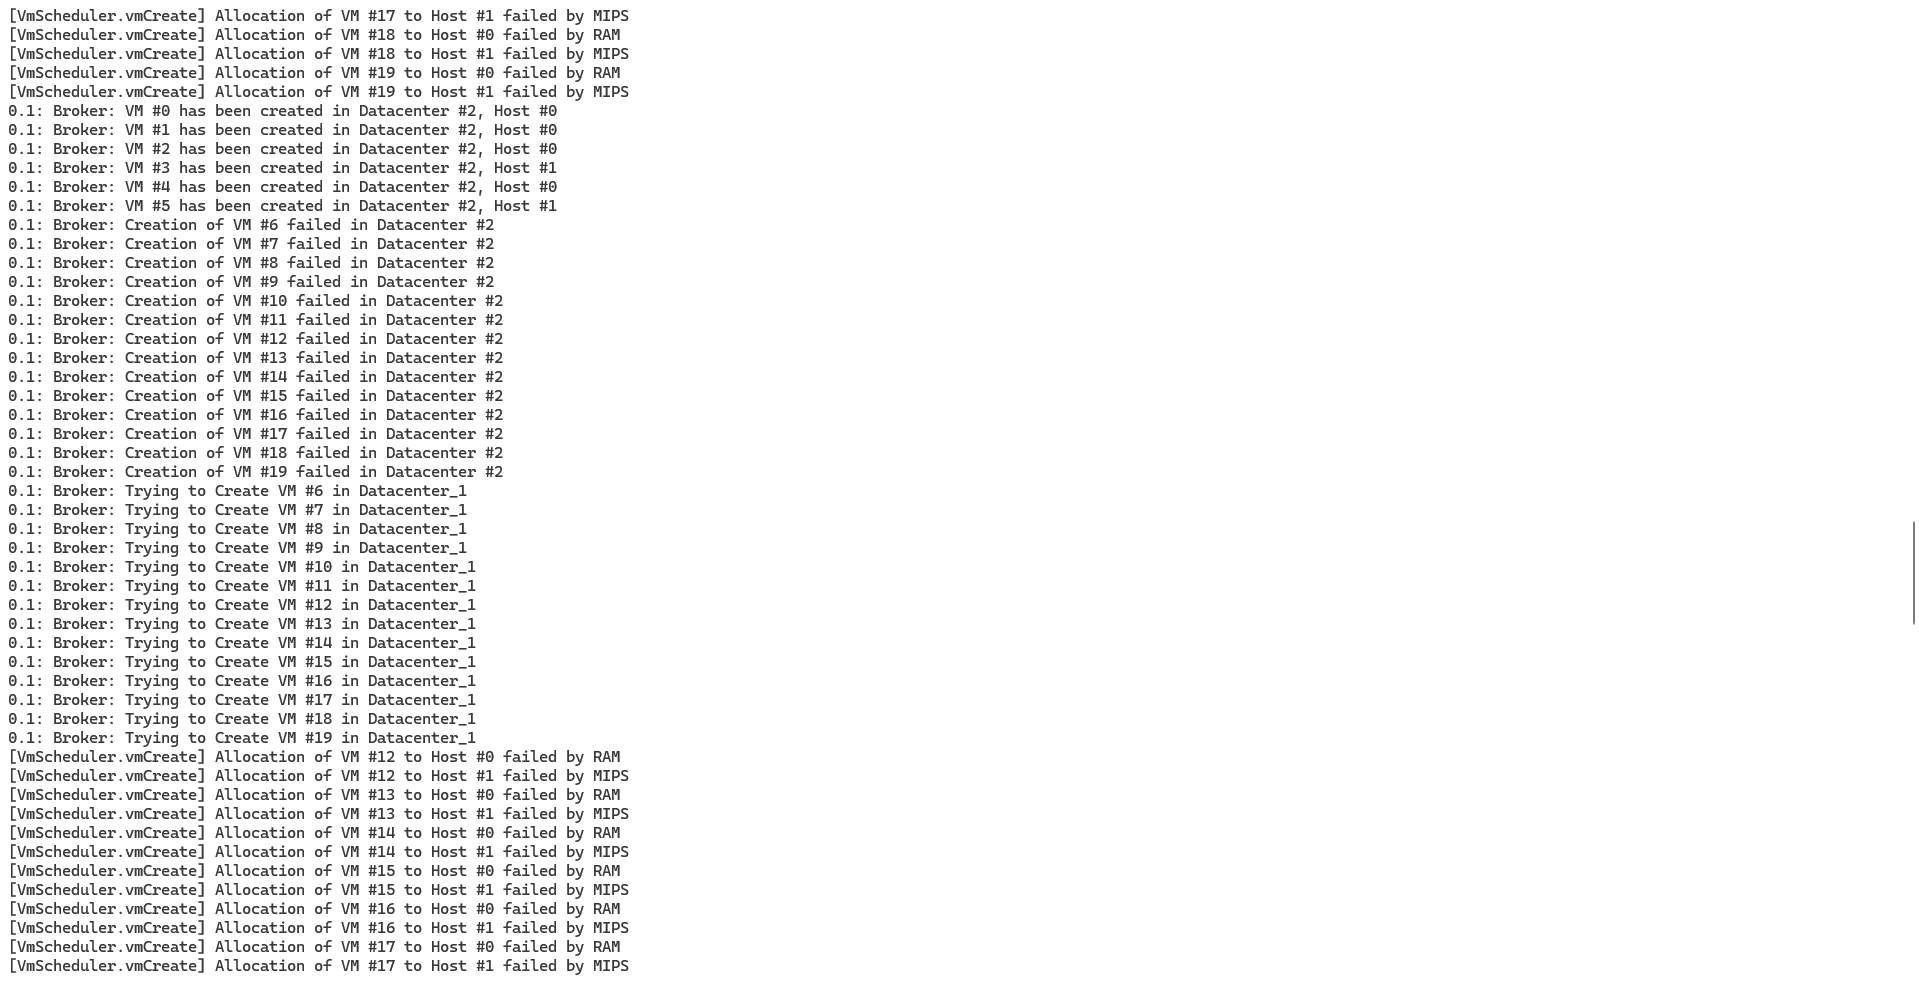 [VmScheduler.vmCreate] Allocation of VM #17 to Host #1 failed by MIPS
[VmScheduler.vmCreate] Allocation of VM #18 to Host #0 failed by RAM
[VmScheduler.vmCreate] Allocation of VM #18 to Host #1 failed by MIPS
[VmScheduler.vmCreate] Allocation of VM #19 to Host #0 failed by RAM
[VmScheduler.vmCreate] Allocation of VM #19 to Host #1 failed by MIPS
0.1: Broker: VM #0 has been created in Datacenter #2, Host #0
0.1: Broker: VM #1 has been created in Datacenter #2, Host #0
0.1: Broker: VM #2 has been created in Datacenter #2, Host #0
0.1: Broker: VM #3 has been created in Datacenter #2, Host #1
0.1: Broker: VM #4 has been created in Datacenter #2, Host #0
0.1: Broker: VM #5 has been created in Datacenter #2, Host #1
0.1: Broker: Creation of VM #6 failed in Datacenter #2
0.1: Broker: Creation of VM #7 failed in Datacenter #2
0.1: Broker: Creation of VM #8 failed in Datacenter #2
0.1: Broker: Creation of VM #9 failed in Datacenter #2
0.1: Broker: Creation of VM #10 failed in Datacenter #2
0.1: Broker: Creation of VM #11 failed in Datacenter #2
0.1: Broker: Creation of VM #12 failed in Datacenter #2
0.1: Broker: Creation of VM #13 failed in Datacenter #2
0.1: Broker: Creation of VM #14 failed in Datacenter #2
0.1: Broker: Creation of VM #15 failed in Datacenter #2
0.1: Broker: Creation of VM #16 failed in Datacenter #2
0.1: Broker: Creation of VM #17 failed in Datacenter #2
0.1: Broker: Creation of VM #18 failed in Datacenter #2
0.1: Broker: Creation of VM #19 failed in Datacenter #2
0.1: Broker: Trying to Create VM #6 in Datacenter_1
0.1: Broker: Trying to Create VM #7 in Datacenter_1
0.1: Broker: Trying to Create VM #8 in Datacenter_1
0.1: Broker: Trying to Create VM #9 in Datacenter_1
0.1: Broker: Trying to Create VM #10 in Datacenter_1
0.1: Broker: Trying to Create VM #11 in Datacenter_1
0.1: Broker: Trying to Create VM #12 in Datacenter_1
0.1: Broker: Trying to Create VM #13 in Datacenter_1
0.1: Broker: Trying to Create VM #14 in Datacenter_1
0.1: Broker: Trying to Create VM #15 in Datacenter_1
0.1: Broker: Trying to Create VM #16 in Datacenter_1
0.1: Broker: Trying to Create VM #17 in Datacenter_1
0.1: Broker: Trying to Create VM #18 in Datacenter_1
0.1: Broker: Trying to Create VM #19 in Datacenter_1
[VmScheduler.vmCreate] Allocation of VM #12 to Host #0 failed by RAM
[VmScheduler.vmCreate] Allocation of VM #12 to Host #1 failed by MIPS
[VmScheduler.vmCreate] Allocation of VM #13 to Host #0 failed by RAM
[VmScheduler.vmCreate] Allocation of VM #13 to Host #1 failed by MIPS
[VmScheduler.vmCreate] Allocation of VM #14 to Host #0 failed by RAM
[VmScheduler.vmCreate] Allocation of VM #14 to Host #1 failed by MIPS
[VmScheduler.vmCreate] Allocation of VM #15 to Host #0 failed by RAM
[VmScheduler.vmCreate] Allocation of VM #15 to Host #1 failed by MIPS
[VmScheduler.vmCreate] Allocation of VM #16 to Host #0 failed by RAM
[VmScheduler.vmCreate] Allocation of VM #16 to Host #1 failed by MIPS
[VmScheduler.vmCreate] Allocation of VM #17 to Host #0 failed by RAM
[VmScheduler.vmCreate] Allocation of VM #17 to Host #1 failed by MIPS